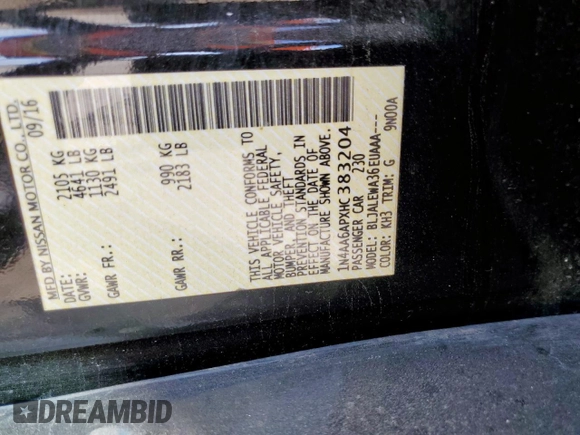 MFD BY NISSAN MOTOR CO., LTD.
DATE: 09/16
GVWR: 2105 KG
4641 LB
GAWR FR.: 1130 KG
2491 LB
GAWR RR.: 990 KG
2183 LB
THIS VEHICLE CONFORMS TO
ALL APPLICABLE FEDERAL
MOTOR VEHICLE SAFETY,
BUMPER, AND THEFT
PREVENTION STANDARDS IN
EFFECT ON THE DATE OF
MANUFACTURE SHOWN ABOVE.
1N4AA6APXHC383204
PASSENGER CAR 230
MODEL: BLJALEWA36EUAAA---
COLOR: KH3 TRIM: G 9N00A
DREAMBID